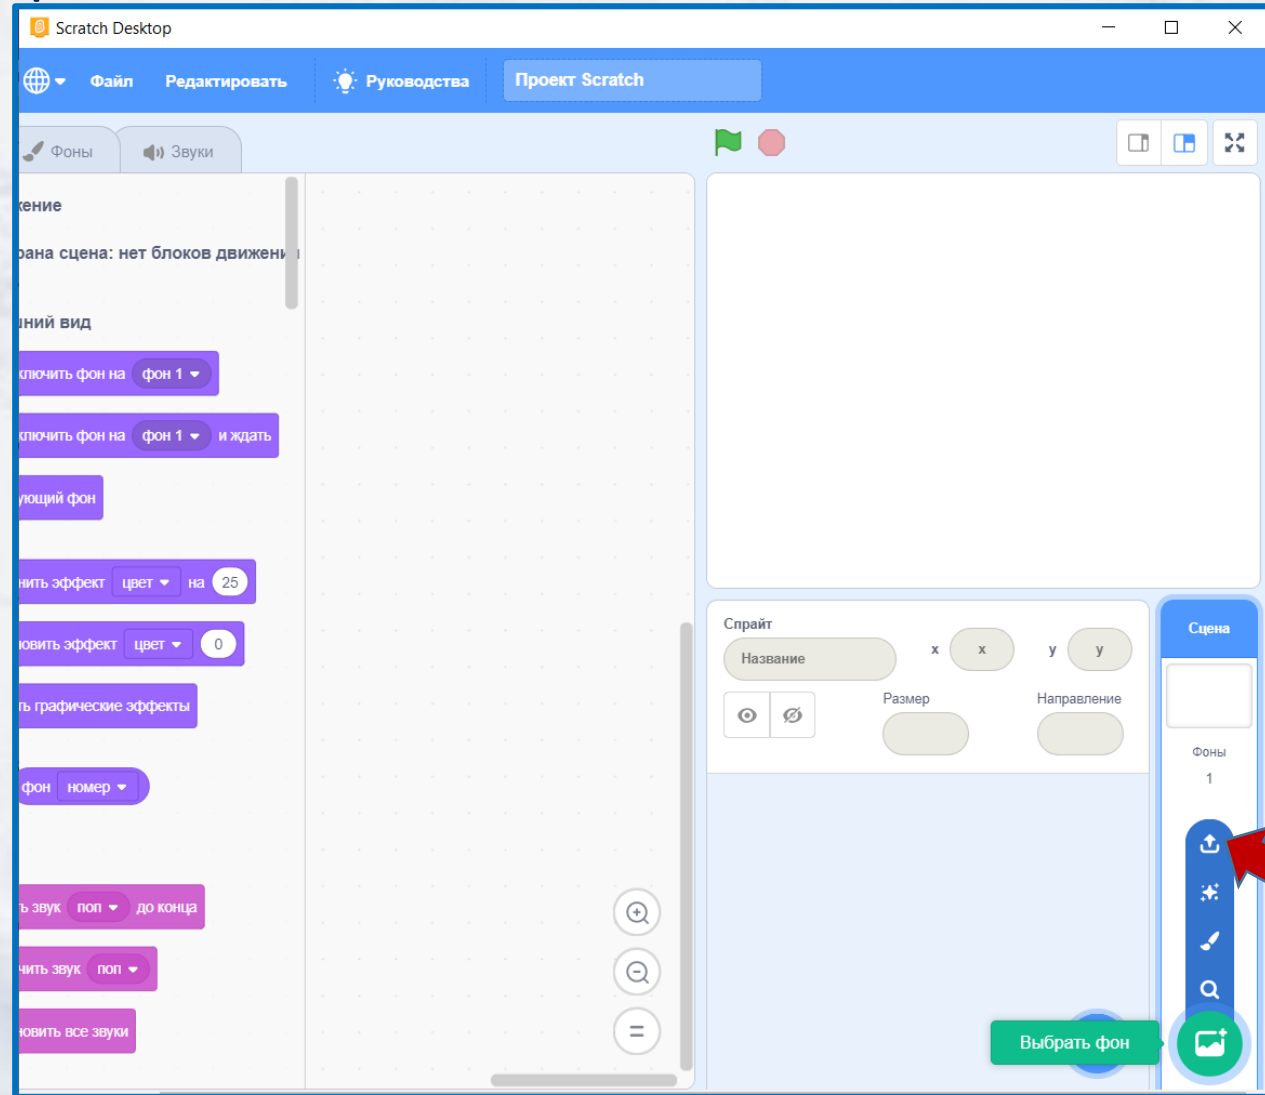 Scratch Desktop
Файл Редактировать Руководства Проект Scratch
Фоны Звуки
жение
рана сцена: нет блоков движени
шний вид
ключить фон на фон 1
ключить фон на фон 1 и ждать
ующий фон
нить эффект цвет на 25
новить эффект цвет 0
ть графические эффекты
фон номер
ь звук поп до конца
чить звук поп
новить все звуки
Спрайт
Название x x y y
Размер Направление
Сцена
Фоны
1
Выбрать фон